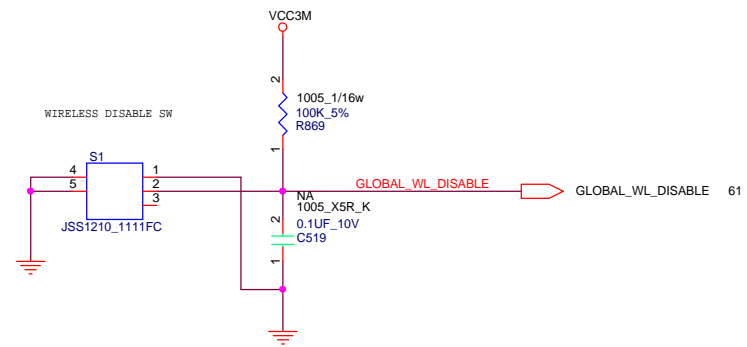 VCC3M
2
1005_1/16w
100K_5%
R869
1
WIRELESS DISABLE SW
S1
4
5
1
2
3
JSS1210_1111FC
GLOBAL_WL_DISABLE
GLOBAL_WL_DISABLE 61
NA
1005_X5R_K
2
0.1UF_10V
C519
1